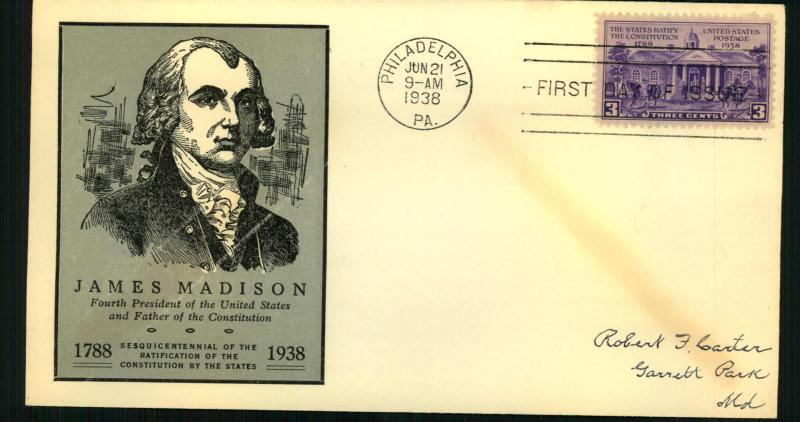 JAMES MADISON
Fourth President of the United States
and Father of the Constitution
1788 SESQUICENTENNIAL OF THE 1938
RATIFICATION OF THE
CONSTITUTION BY THE STATES
PHILADELPHIA
JUN 21
9-AM
1938
PA.
THE STATES RATIFY UNITED STATES
THE CONSTITUTION POSTAGE
1788 1938
FIRST DAY OF ISSUE
3 THREE CENTS 3
Robert F. Carter
Garrett Park
Md